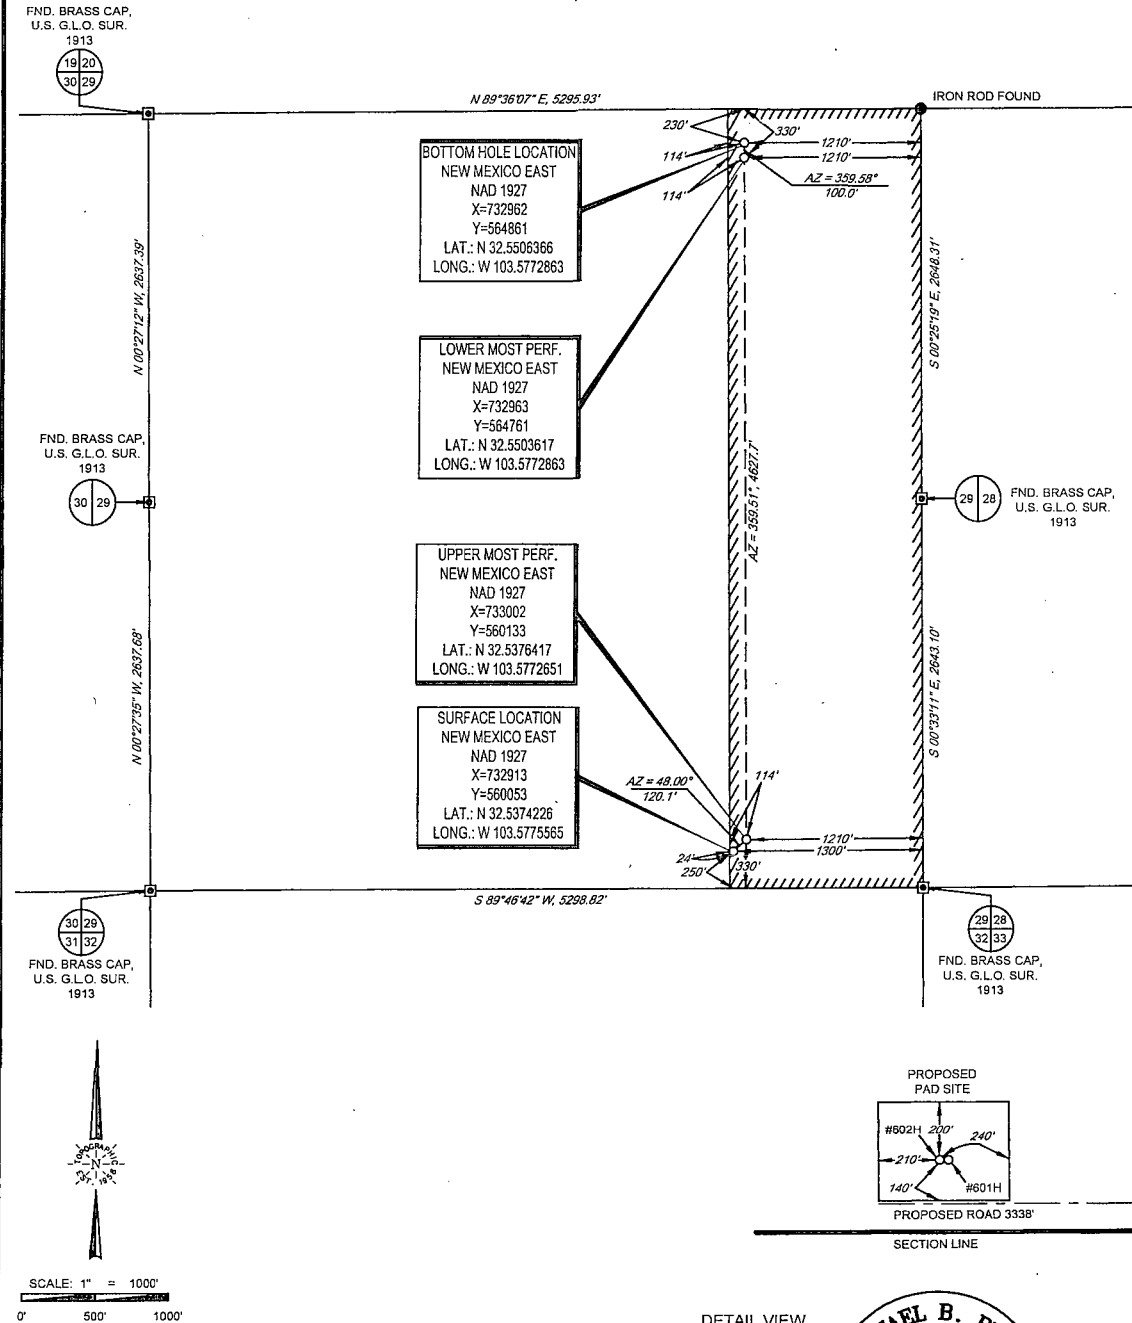 FND. BRASS CAP,
U.S. G.L.O. SUR.
1913
19 20
30 29
N 89°36'07" E, 5295.93'
IRON ROD FOUND
230'
330'
1210'
114'
1210'
AZ = 359.58°
100.0'
114'
BOTTOM HOLE LOCATION
NEW MEXICO EAST
NAD 1927
X=732962
Y=564861
LAT.: N 32.5506366
LONG.: W 103.5772863
N 00°27'12" W, 2637.39'
S 00°25'19" E, 2648.31'
LOWER MOST PERF.
NEW MEXICO EAST
NAD 1927
X=732963
Y=564761
LAT.: N 32.5503617
LONG.: W 103.5772863
FND. BRASS CAP,
U.S. G.L.O. SUR.
1913
30 29
AZ = 359.51°, 4627.7'
29 28
FND. BRASS CAP,
U.S. G.L.O. SUR.
1913
UPPER MOST PERF.
NEW MEXICO EAST
NAD 1927
X=733002
Y=560133
LAT.: N 32.5376417
LONG.: W 103.5772651
N 00°27'35" W, 2637.68'
S 00°33'11" E, 2643.10'
SURFACE LOCATION
NEW MEXICO EAST
NAD 1927
X=732913
Y=560053
LAT.: N 32.5374226
LONG.: W 103.5775565
AZ = 48.00°
120.1'
114'
1210'
1300'
24'
330'
250'
S 89°46'42" W, 5298.82'
30 29
31 32
FND. BRASS CAP,
U.S. G.L.O. SUR.
1913
29 28
32 33
FND. BRASS CAP,
U.S. G.L.O. SUR.
1913
TOPOGRAPHIC
N
EST. 1958
SCALE: 1" = 1000'
0' 500' 1000'
PROPOSED
PAD SITE
#602H 200'
240'
210'
140'
#601H
PROPOSED ROAD 3338'
SECTION LINE
DETAIL VIEW
B.